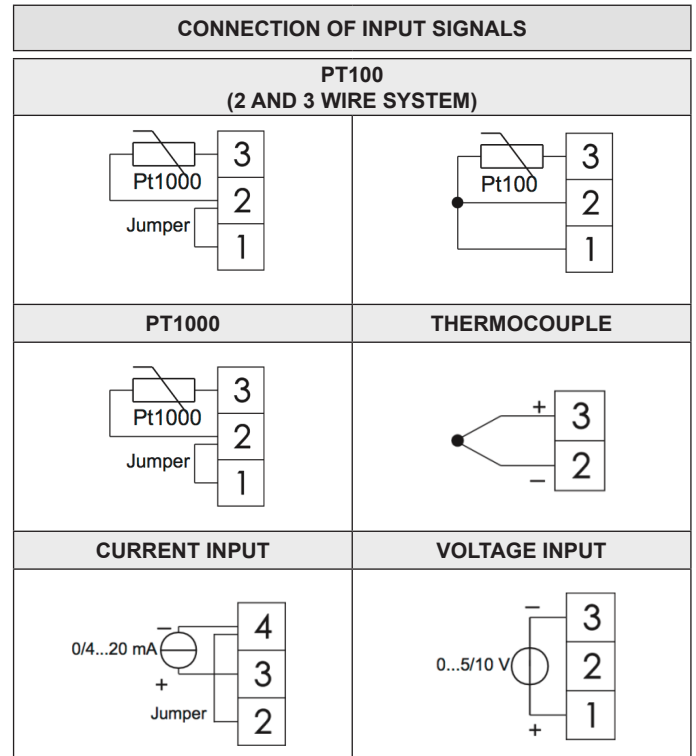 CONNECTION OF INPUT SIGNALS
PT100
(2 AND 3 WIRE SYSTEM)
3
Pt1000
2
Jumper
1
3
Pt100
2
1
PT1000
THERMOCOUPLE
3
Pt1000
2
Jumper
1
+ 3
2
–
CURRENT INPUT
VOLTAGE INPUT
– 4
0/4...20 mA
3
+
Jumper 2
– 3
0...5/10 V 2
1
+